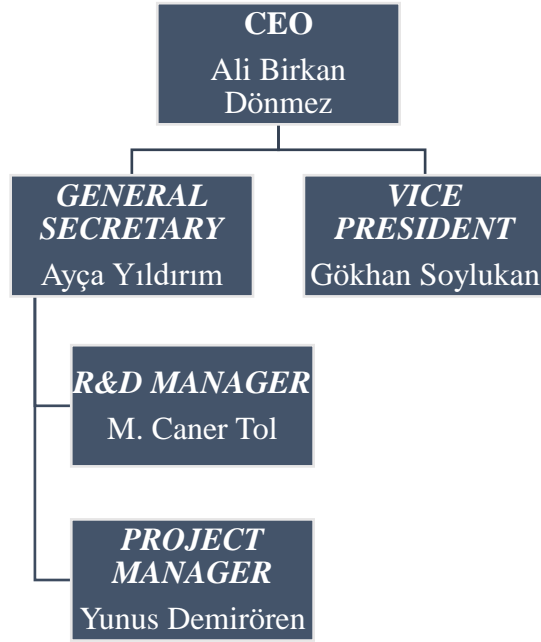 CEO
Ali Birkan
Dönmez
GENERAL
SECRETARY
Ayça Yıldırım
VICE
PRESIDENT
Gökhan Soylukan
R&D MANAGER
M. Caner Tol
PROJECT
MANAGER
Yunus Demirören